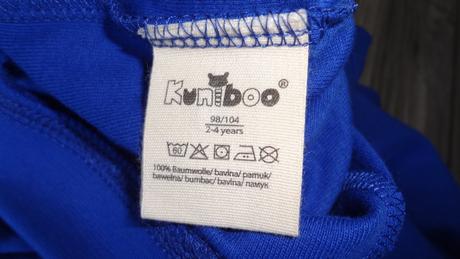 Kuniboo®
98/104
2-4 years
60
100% Baumwolle/ bavlna/ pamuk/
bawełna/ bumbac/ bavlna/ памук